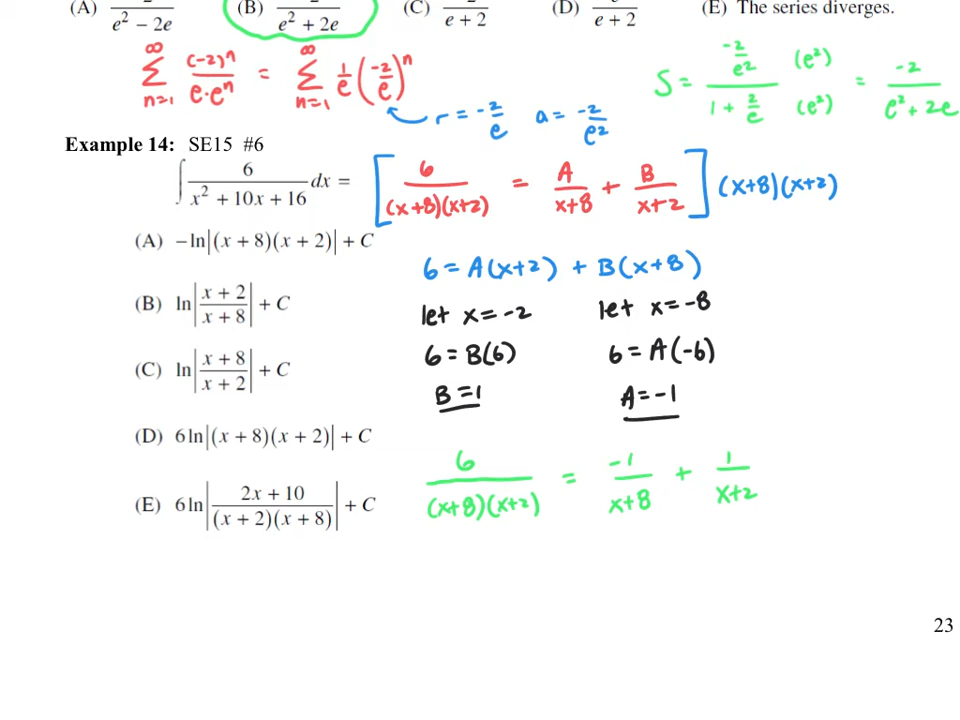 (A) / e² − 2e (B) / e² + 2e (C) / e + 2 (D) / e + 2 (E) The series diverges.
∞ Σ n=1 (-2)ⁿ / e·eⁿ = ∞ Σ n=1 1/e (-2/e)ⁿ
r = -2/e a = -2/e²
S = (-2/e²) / (1 + 2/e) (e²) / (e²) = -2 / e² + 2e
Example 14: SE15 #6
∫ 6 / x² + 10x + 16 dx =
[ 6 / (x+8)(x+2) = A / x+8 + B / x+2 ] (x+8)(x+2)
(A) −ln|(x + 8)(x + 2)| + C
(B) ln|x + 2 / x + 8| + C
(C) ln|x + 8 / x + 2| + C
(D) 6 ln|(x + 8)(x + 2)| + C
(E) 6 ln|2x + 10 / (x + 2)(x + 8)| + C
6 = A(x+2) + B(x+8)
let x = -2
6 = B(6)
B = 1
let x = -8
6 = A(-6)
A = -1
6 / (x+8)(x+2) = -1 / x+8 + 1 / x+2
23